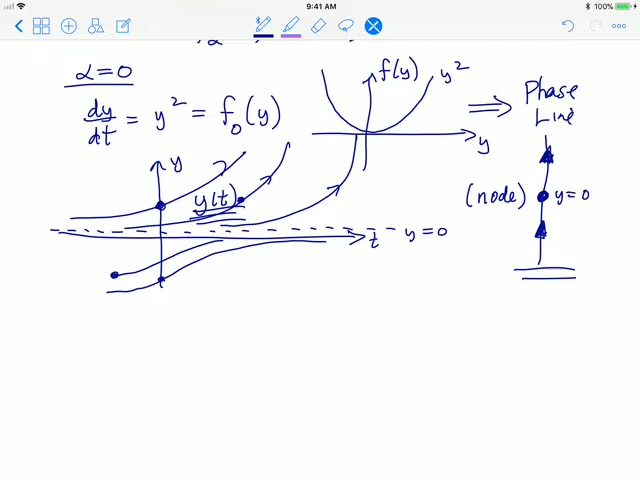 9:41 AM
100%
α=0
f(y)
y²
dy/dt = y² = f₀(y)
⇒ Phase Line
y
y
y(t)
(node)
y=0
t
y=0